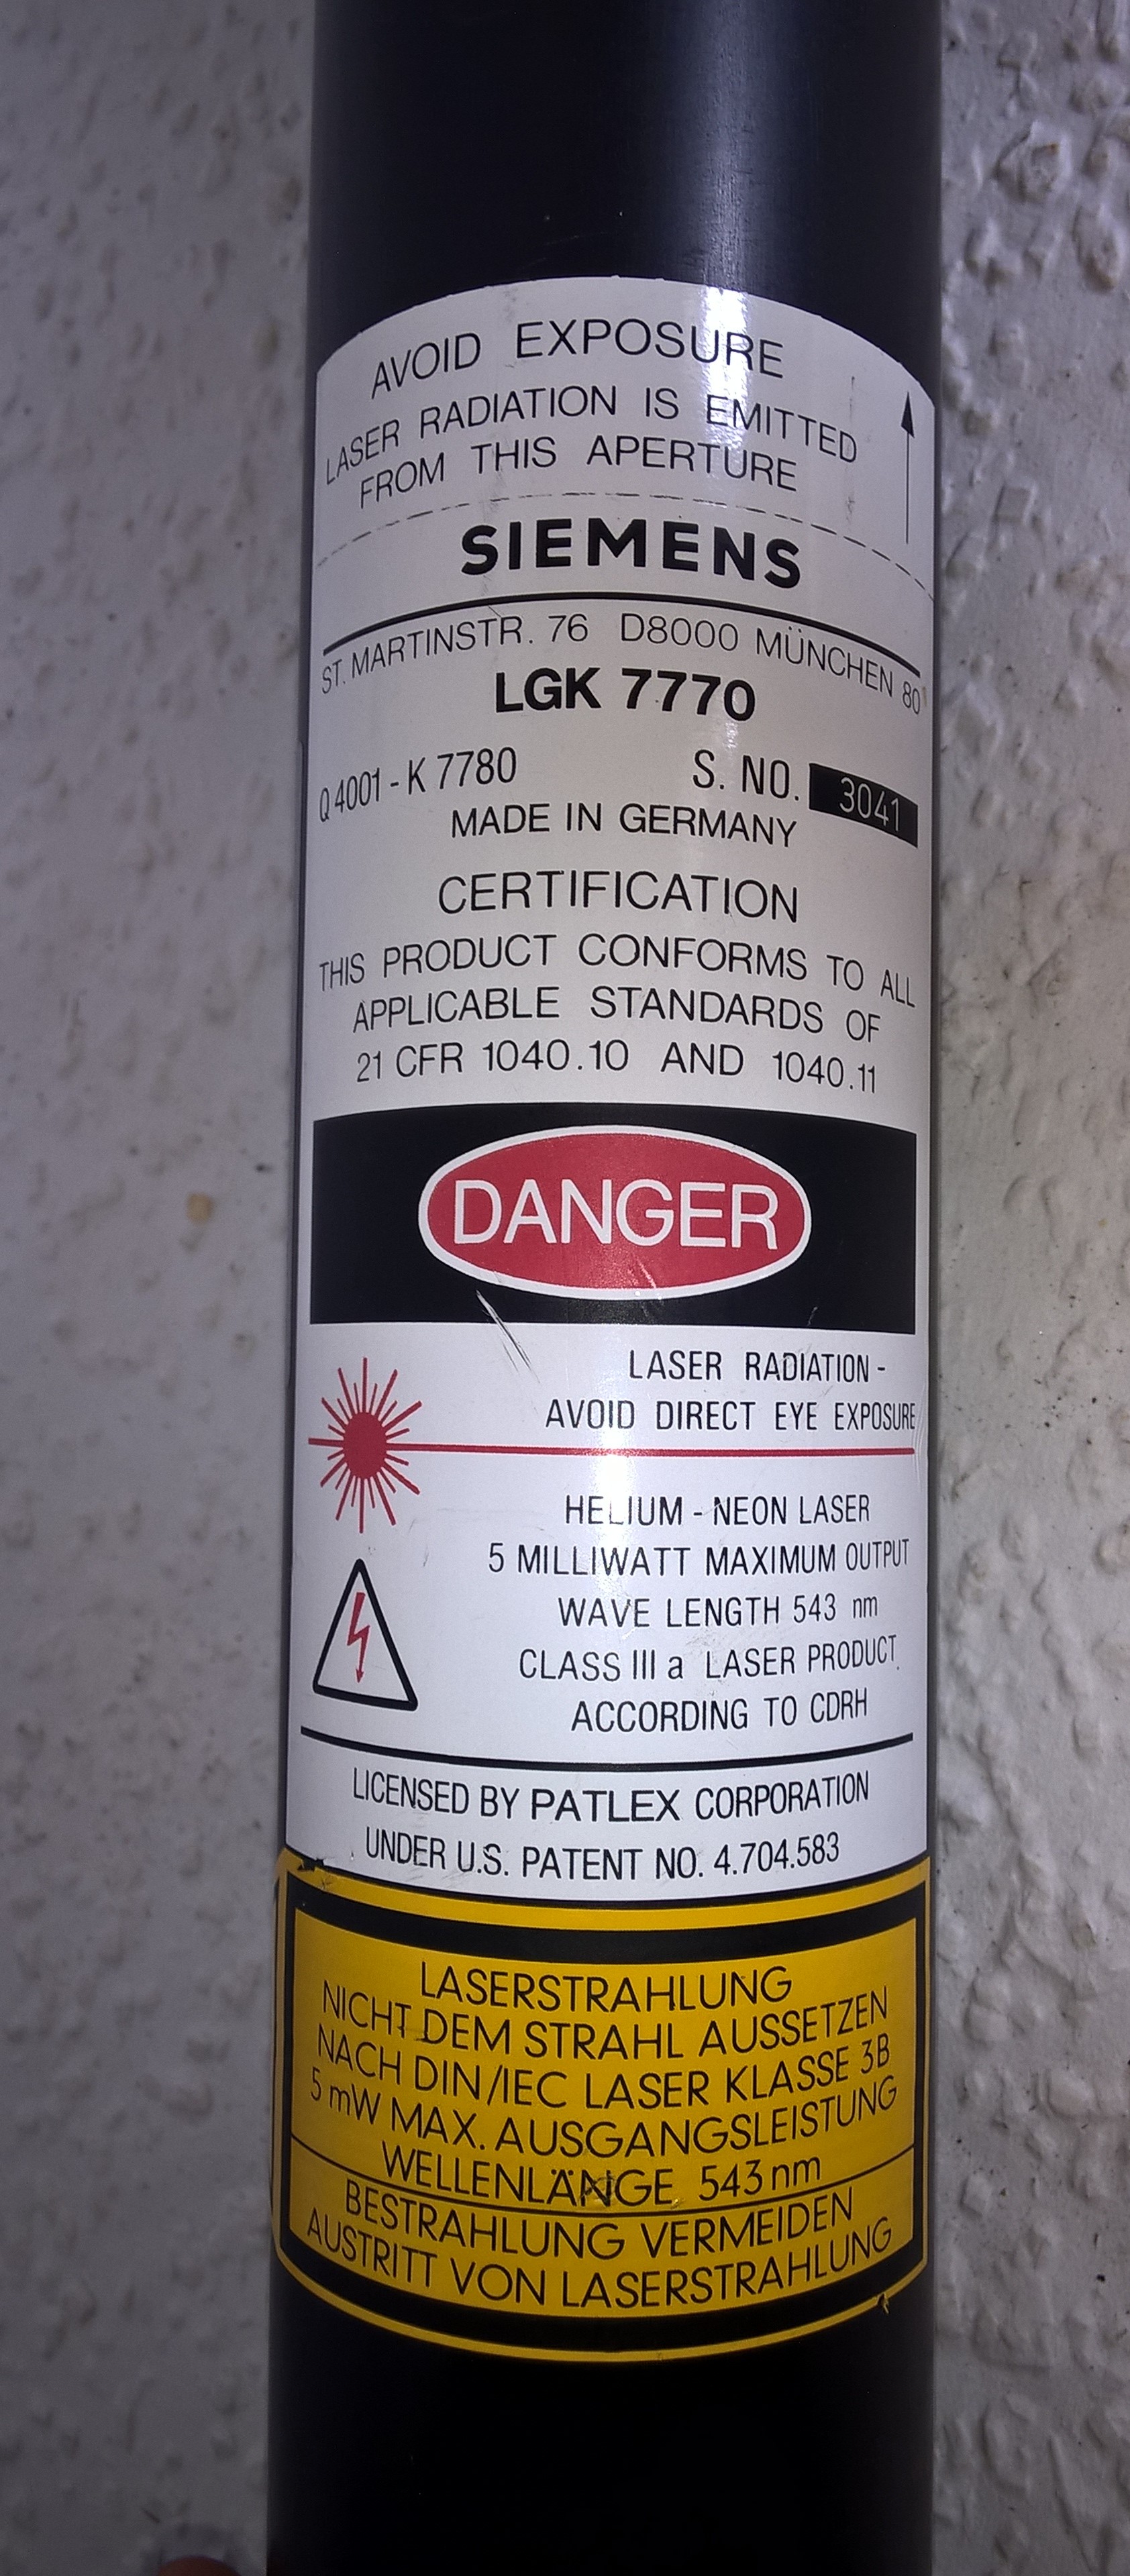 AVOID EXPOSURE
LASER RADIATION IS EMITTED
FROM THIS APERTURE
SIEMENS
ST. MARTINSTR. 76 D8000 MÜNCHEN 80
LGK 7770
Q 4001 - K 7780 S. NO. 3041
MADE IN GERMANY
CERTIFICATION
THIS PRODUCT CONFORMS TO ALL
APPLICABLE STANDARDS OF
21 CFR 1040.10 AND 1040.11
DANGER
LASER RADIATION -
AVOID DIRECT EYE EXPOSURE
HELIUM - NEON LASER
5 MILLIWATT MAXIMUM OUTPUT
WAVE LENGTH 543 nm
CLASS III a LASER PRODUCT
ACCORDING TO CDRH
LICENSED BY PATLEX CORPORATION
UNDER U.S. PATENT NO. 4.704.583
LASERSTRAHLUNG
NICHT DEM STRAHL AUSSETZEN
NACH DIN/IEC LASER KLASSE 3B
5 mW MAX. AUSGANGSLEISTUNG
WELLENLÄNGE 543 nm
BESTRAHLUNG VERMEIDEN
AUSTRITT VON LASERSTRAHLUNG